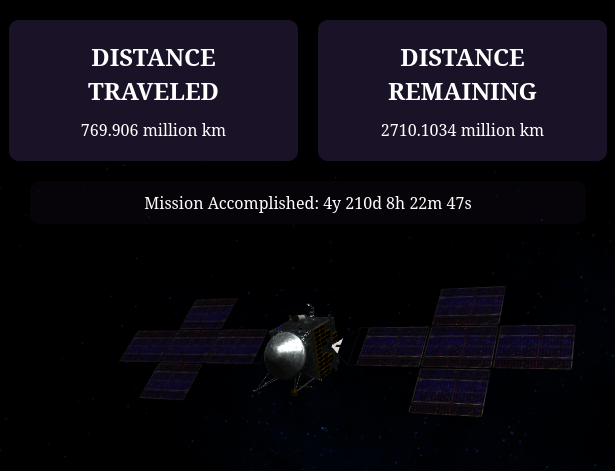 DISTANCE
TRAVELED
769.906 million km
DISTANCE
REMAINING
2710.1034 million km
Mission Accomplished: 4y 210d 8h 22m 47s